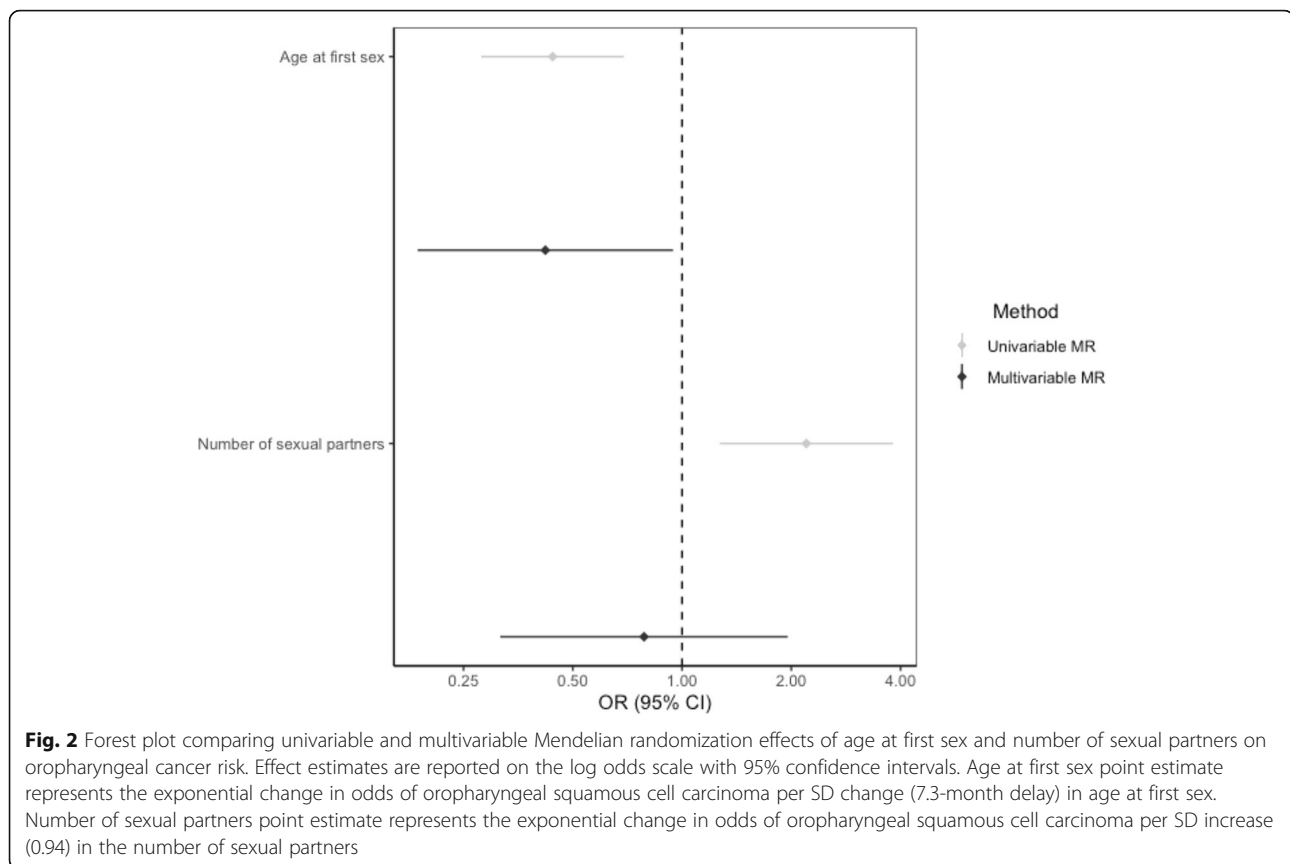 Age at first sex
Number of sexual partners
Method
Univariable MR
Multivariable MR
0.25 0.50 1.00 2.00 4.00
OR (95% CI)
Fig. 2 Forest plot comparing univariable and multivariable Mendelian randomization effects of age at first sex and number of sexual partners on
oropharyngeal cancer risk. Effect estimates are reported on the log odds scale with 95% confidence intervals. Age at first sex point estimate
represents the exponential change in odds of oropharyngeal squamous cell carcinoma per SD change (7.3-month delay) in age at first sex.
Number of sexual partners point estimate represents the exponential change in odds of oropharyngeal squamous cell carcinoma per SD increase
(0.94) in the number of sexual partners